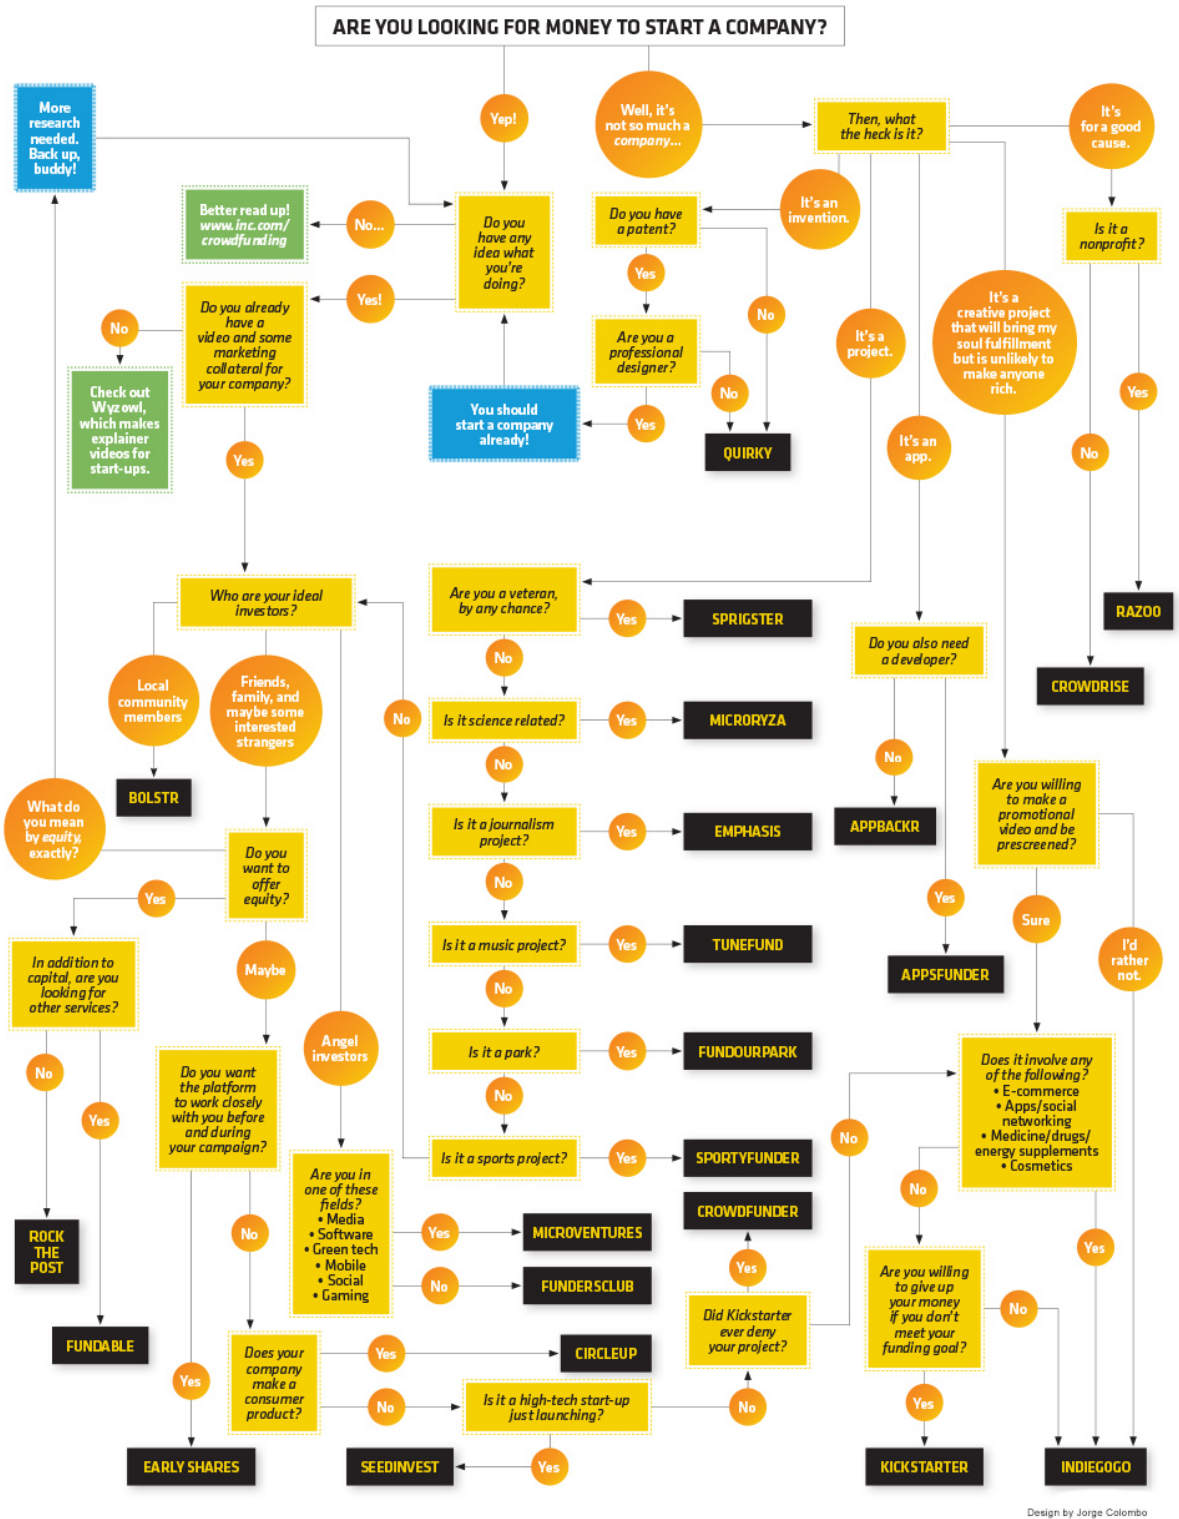 ARE YOU LOOKING FOR MONEY TO START A COMPANY?
Yep!
Well, it's
not so much a
company...
Then, what
the heck is it?
It's
for a good
cause.
More
research
needed.
Back up,
buddy!
Better read up!
www.inc.com/
crowdfunding
No...
Do you
have any
idea what
you're
doing?
Do you have
a patent?
It's an
invention.
Is it a
nonprofit?
Yes
No
Yes!
Do you already
have a
video and some
marketing
collateral for
your company?
No
Check out
Wyzowl,
which makes
explainer
videos for
start-ups.
Are you a
professional
designer?
No
Yes
You should
start a company
already!
QUIRKY
It's a
project.
It's a
creative project
that will bring my
soul fulfillment
but is unlikely to
make anyone
rich.
Yes
No
It's an
app.
Yes
Who are your ideal
investors?
Are you a veteran,
by any chance?
Yes
SPRIGSTER
No
Do you also need
a developer?
RAZOO
CROWDRISE
Local
community
members
Friends,
family, and
maybe some
interested
strangers
No
Is it science related?
Yes
MICRORYZA
No
No
BOLSTR
What do
you mean
by equity,
exactly?
Is it a journalism
project?
Yes
EMPHASIS
APPBACKR
Are you willing
to make a
promotional
video and be
prescreened?
Do you
want to
offer
equity?
Yes
No
Yes
Sure
I'd
rather
not.
In addition to
capital, are you
looking for
other services?
Maybe
Is it a music project?
Yes
TUNEFUND
APPSFUNDER
No
Angel
investors
Is it a park?
Yes
FUNDOURPARK
No
No
Yes
Do you want
the platform
to work closely
with you before
and during
your campaign?
Does it involve any
of the following?
• E-commerce
• Apps/social
networking
• Medicine/drugs/
energy supplements
• Cosmetics
Is it a sports project?
Yes
SPORTYFUNDER
No
Are you in
one of these
fields?
• Media
• Software
• Green tech
• Mobile
• Social
• Gaming
CROWDFUNDER
No
ROCK
THE
POST
No
Yes
MICROVENTURES
No
FUNDERSCLUB
Yes
Yes
Are you willing
to give up
your money
if you don't
meet your
funding goal?
No
Did Kickstarter
ever deny
your project?
FUNDABLE
Does your
company
make a
consumer
product?
Yes
CIRCLEUP
Yes
No
Is it a high-tech start-up
just launching?
No
Yes
EARLY SHARES
SEEDINVEST
Yes
KICKSTARTER
INDIEGOGO
Design by Jorge Colombo